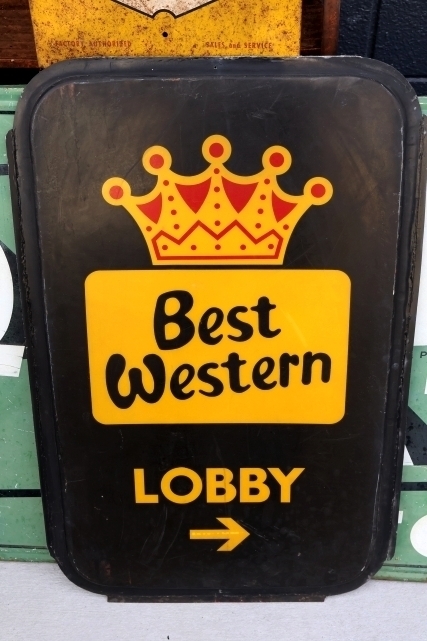 FACTORY AUTHORIZED SALES and SERVICE
Best
Western
LOBBY